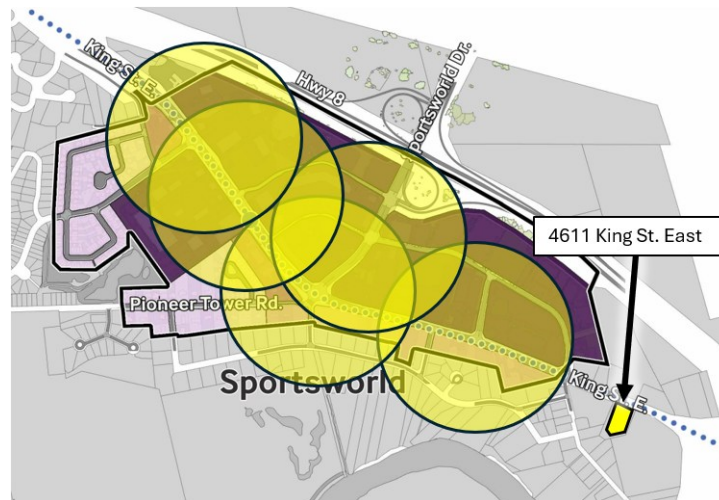 King St. E.
Hwy 8
Sportsworld Dr.
4611 King St. East
Pioneer Tower Rd.
Sportsworld
King St. E.